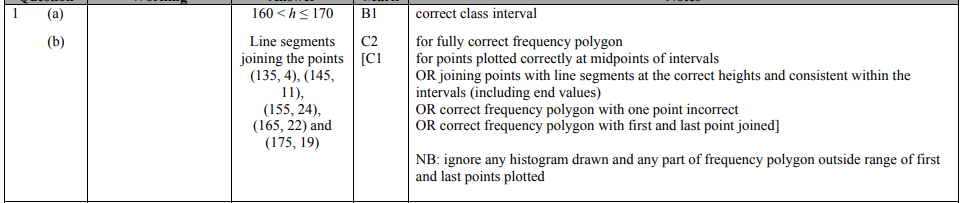 Question Working Answer Mark Notes
1 (a) 160 < h ≤ 170 B1 correct class interval
(b) Line segments C2 for fully correct frequency polygon
joining the points [C1 for points plotted correctly at midpoints of intervals
(135, 4), (145, OR joining points with line segments at the correct heights and consistent within the
11), intervals (including end values)
(155, 24), OR correct frequency polygon with one point incorrect
(165, 22) and OR correct frequency polygon with first and last point joined]
(175, 19)
NB: ignore any histogram drawn and any part of frequency polygon outside range of first
and last points plotted